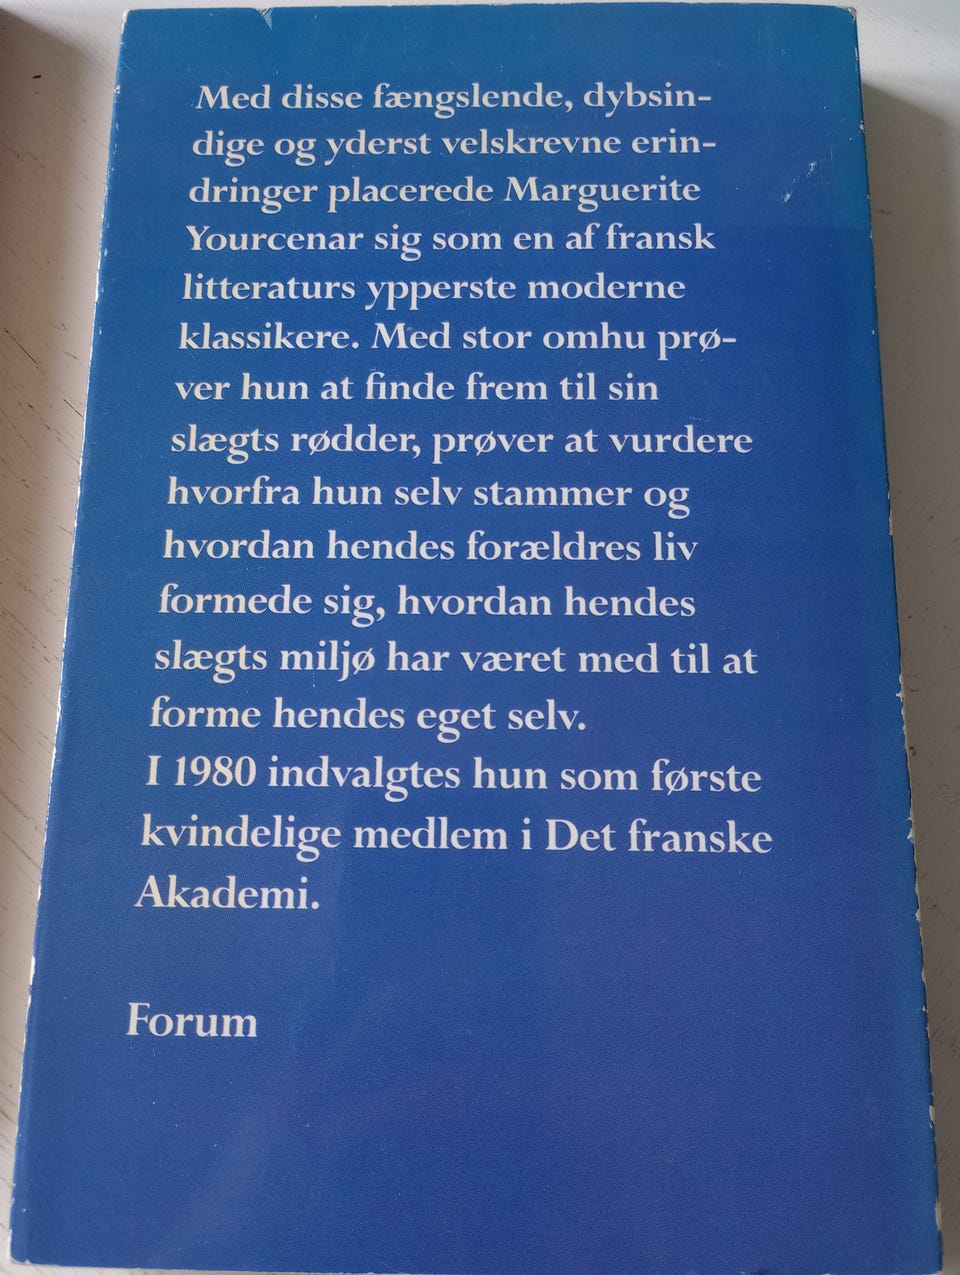 Med disse fængslende, dybsin-
dige og yderst velskrevne erin-
dringer placerede Marguerite
Yourcenar sig som en af fransk
litteraturs ypperste moderne
klassikere. Med stor omhu prø-
ver hun at finde frem til sin
slægts rødder, prøver at vurdere
hvorfra hun selv stammer og
hvordan hendes forældres liv
formede sig, hvordan hendes
slægts miljø har været med til at
forme hendes eget selv.
I 1980 indvalgtes hun som første
kvindelige medlem i Det franske
Akademi.
Forum